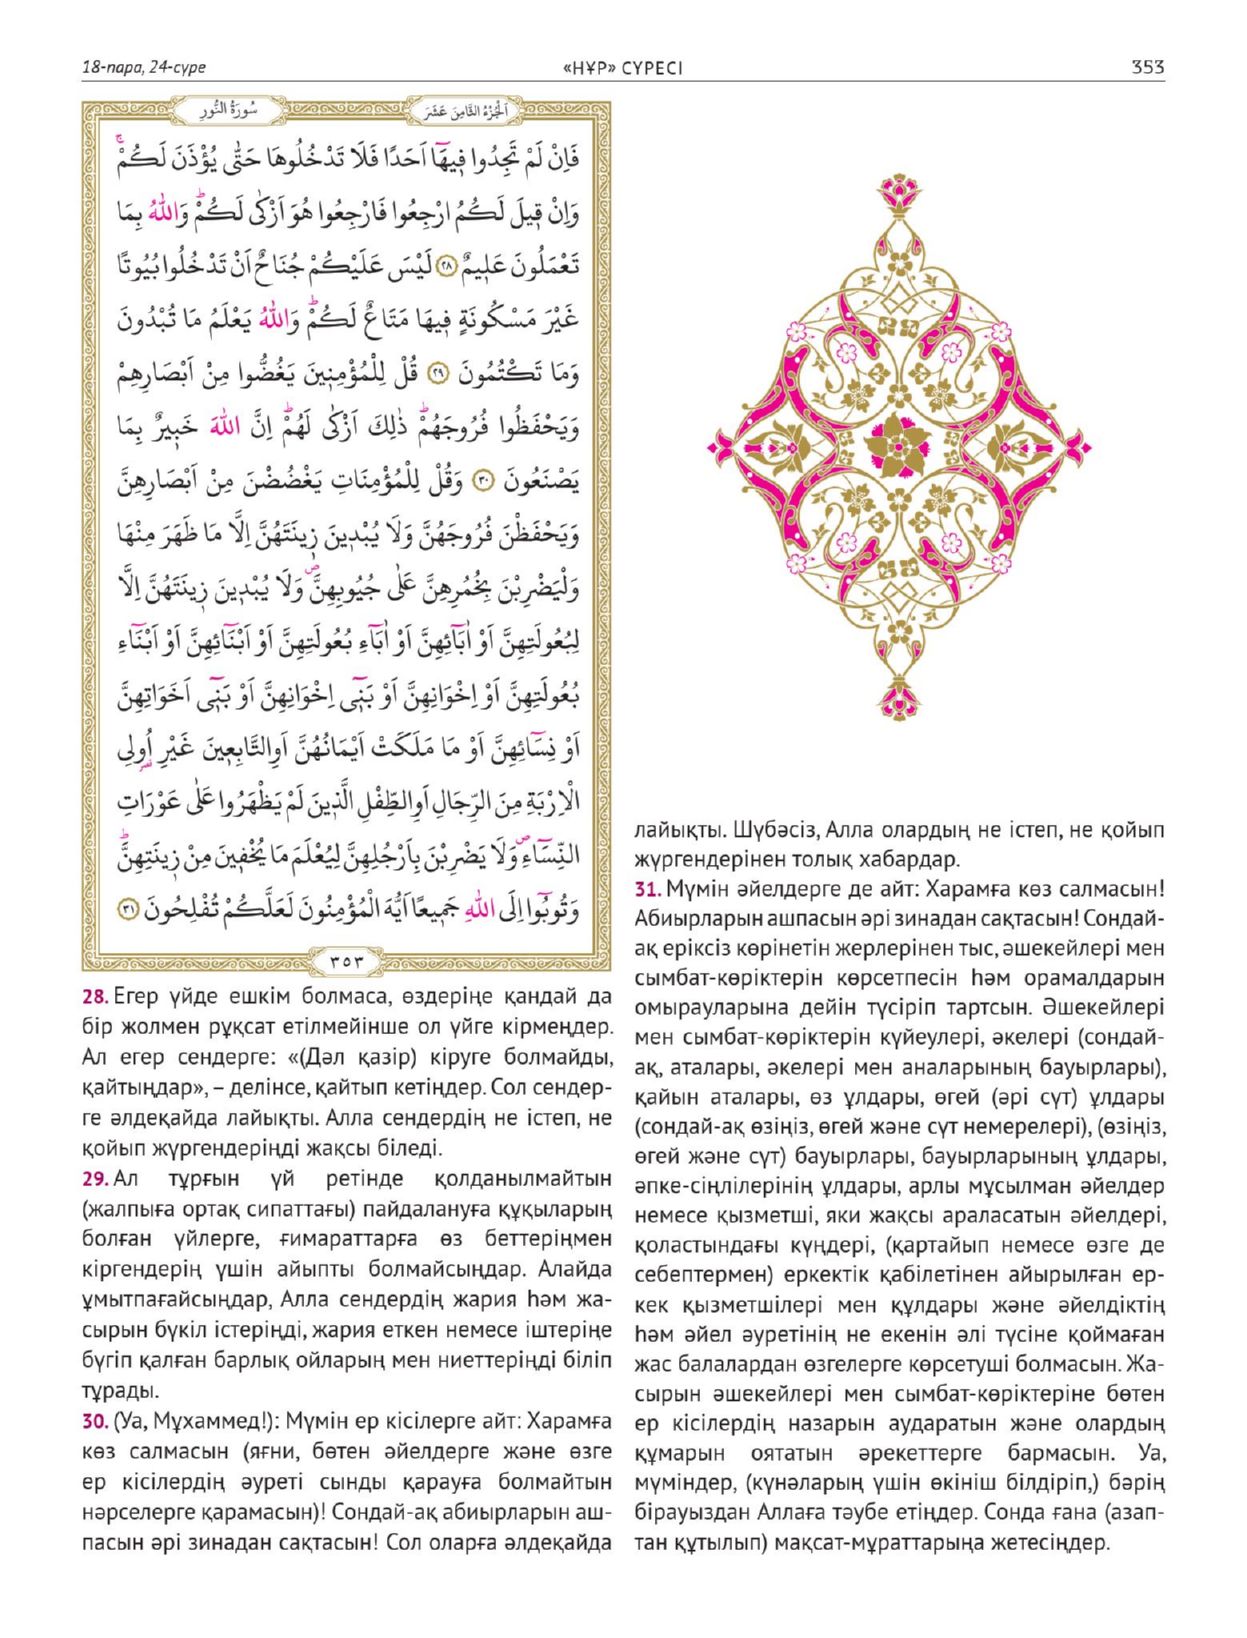 18-пара, 24-сүре
«НҰР» СҮРЕСІ
353
سُورَةُ النُّورِ
اَلْجُزْءُ الثَّامِنَ عَشَرَ
فَاِنْ لَمْ تَجِدُوا فٖيهَٓا اَحَدًا فَلَا تَدْخُلُوهَا حَتّٰى يُؤْذَنَ لَكُمْۚ
وَاِنْ قٖيلَ لَكُمُ ارْجِعُوا فَارْجِعُوا هُوَ اَزْكٰى لَكُمْؕ وَاللّٰهُ بِمَا
تَعْمَلُونَ عَلٖيمٌ ﴿٢٨﴾ لَيْسَ عَلَيْكُمْ جُنَاحٌ اَنْ تَدْخُلُوا بُيُوتًا
غَيْرَ مَسْكُونَةٍ فٖيهَا مَتَاعٌ لَكُمْؕ وَاللّٰهُ يَعْلَمُ مَا تُبْدُونَ
وَمَا تَكْتُمُونَ ﴿٢٩﴾ قُلْ لِلْمُؤْمِنٖينَ يَغُضُّوا مِنْ اَبْصَارِهِمْ
وَيَحْفَظُوا فُرُوجَهُمْؕ ذٰلِكَ اَزْكٰى لَهُمْؕ اِنَّ اللّٰهَ خَبٖيرٌ بِمَا
يَصْنَعُونَ ﴿٣٠﴾ وَقُلْ لِلْمُؤْمِنَاتِ يَغْضُضْنَ مِنْ اَبْصَارِهِنَّ
وَيَحْفَظْنَ فُرُوجَهُنَّ وَلَا يُبْدٖينَ زٖينَتَهُنَّ اِلَّا مَا ظَهَرَ مِنْهَا
وَلْيَضْرِبْنَ بِخُمُرِهِنَّ عَلٰى جُيُوبِهِنَّۖ وَلَا يُبْدٖينَ زٖينَتَهُنَّ اِلَّا
لِبُعُولَتِهِنَّ اَوْ اٰبَٓائِهِنَّ اَوْ اٰبَٓاءِ بُعُولَتِهِنَّ اَوْ اَبْنَٓائِهِنَّ اَوْ اَبْنَٓاءِ
بُعُولَتِهِنَّ اَوْ اِخْوَانِهِنَّ اَوْ بَنٖٓى اِخْوَانِهِنَّ اَوْ بَنٖٓى اَخَوَاتِهِنَّ
اَوْ نِسَٓائِهِنَّ اَوْ مَا مَلَكَتْ اَيْمَانُهُنَّ اَوِ التَّابِعٖينَ غَيْرِ اُولِى
الْاِرْبَةِ مِنَ الرِّجَالِ اَوِ الطِّفْلِ الَّذٖينَ لَمْ يَظْهَرُوا عَلٰى عَوْرَاتِ
النِّسَٓاءِۖ وَلَا يَضْرِبْنَ بِاَرْجُلِهِنَّ لِيُعْلَمَ مَا يُخْفٖينَ مِنْ زٖينَتِهِنَّؕ
وَتُوبُٓوا اِلَى اللّٰهِ جَمٖيعًا اَيُّهَ الْمُؤْمِنُونَ لَعَلَّكُمْ تُفْلِحُونَ ﴿٣١﴾
٣٥٣
28. Егер үйде ешкім болмаса, өздеріңе қандай да
бір жолмен рұқсат етілмейінше ол үйге кірмеңдер.
Ал егер сендерге: «(Дәл қазір) кіруге болмайды,
қайтыңдар», – делінсе, қайтып кетіңдер. Сол сендер-
ге әлдеқайда лайықты. Алла сендердің не істеп, не
қойып жүргендеріңді жақсы біледі.
29. Ал тұрғын үй ретінде қолданылмайтын
(жалпыға ортақ сипаттағы) пайдалануға құқыларың
болған үйлерге, ғимараттарға өз беттеріңмен
кіргендерің үшін айыпты болмайсыңдар. Алайда
ұмытпағайсыңдар, Алла сендердің жария һәм жа-
сырын бүкіл істеріңді, жария еткен немесе іштеріңе
бүгіп қалған барлық ойларың мен ниеттеріңді біліп
тұрады.
30. (Уа, Мұхаммед!): Мүмін ер кісілерге айт: Харамға
көз салмасын (яғни, бөтен әйелдерге және өзге
ер кісілердің әуреті сынды қарауға болмайтын
нәрселерге қарамасын)! Сондай-ақ абиырларын аш-
пасын әрі зинадан сақтасын! Сол оларға әлдеқайда
лайықты. Шүбәсіз, Алла олардың не істеп, не қойып
жүргендерінен толық хабардар.
31. Мүмін әйелдерге де айт: Харамға көз салмасын!
Абиырларын ашпасын әрі зинадан сақтасын! Сондай-
ақ еріксіз көрінетін жерлерінен тыс, әшекейлері мен
сымбат-көріктерін көрсетпесін һәм орамалдарын
омырауларына дейін түсіріп тартсын. Әшекейлері
мен сымбат-көріктерін күйеулері, әкелері (сондай-
ақ, аталары, әкелері мен аналарының бауырлары),
қайын аталары, өз ұлдары, өгей (әрі сүт) ұлдары
(сондай-ақ өзіңіз, өгей және сүт немерелері), (өзіңіз,
өгей және сүт) бауырлары, бауырларының ұлдары,
әпке-сіңлілерінің ұлдары, арлы мұсылман әйелдер
немесе қызметші, яки жақсы араласатын әйелдері,
қоластындағы күңдері, (қартайып немесе өзге де
себептермен) еркектік қабілетінен айырылған ер-
кек қызметшілері мен құлдары және әйелдіктің
һәм әйел әуретінің не екенін әлі түсіне қоймаған
жас балалардан өзгелерге көрсетуші болмасын. Жа-
сырын әшекейлері мен сымбат-көріктеріне бөтен
ер кісілердің назарын аударатын және олардың
құмарын оятатын әрекеттерге бармасын. Уа,
мүміндер, (күнәларың үшін өкініш білдіріп,) бәрің
бірауыздан Аллаға тәубе етіңдер. Сонда ғана (азап-
тан құтылып) мақсат-мұраттарыңа жетесіңдер.